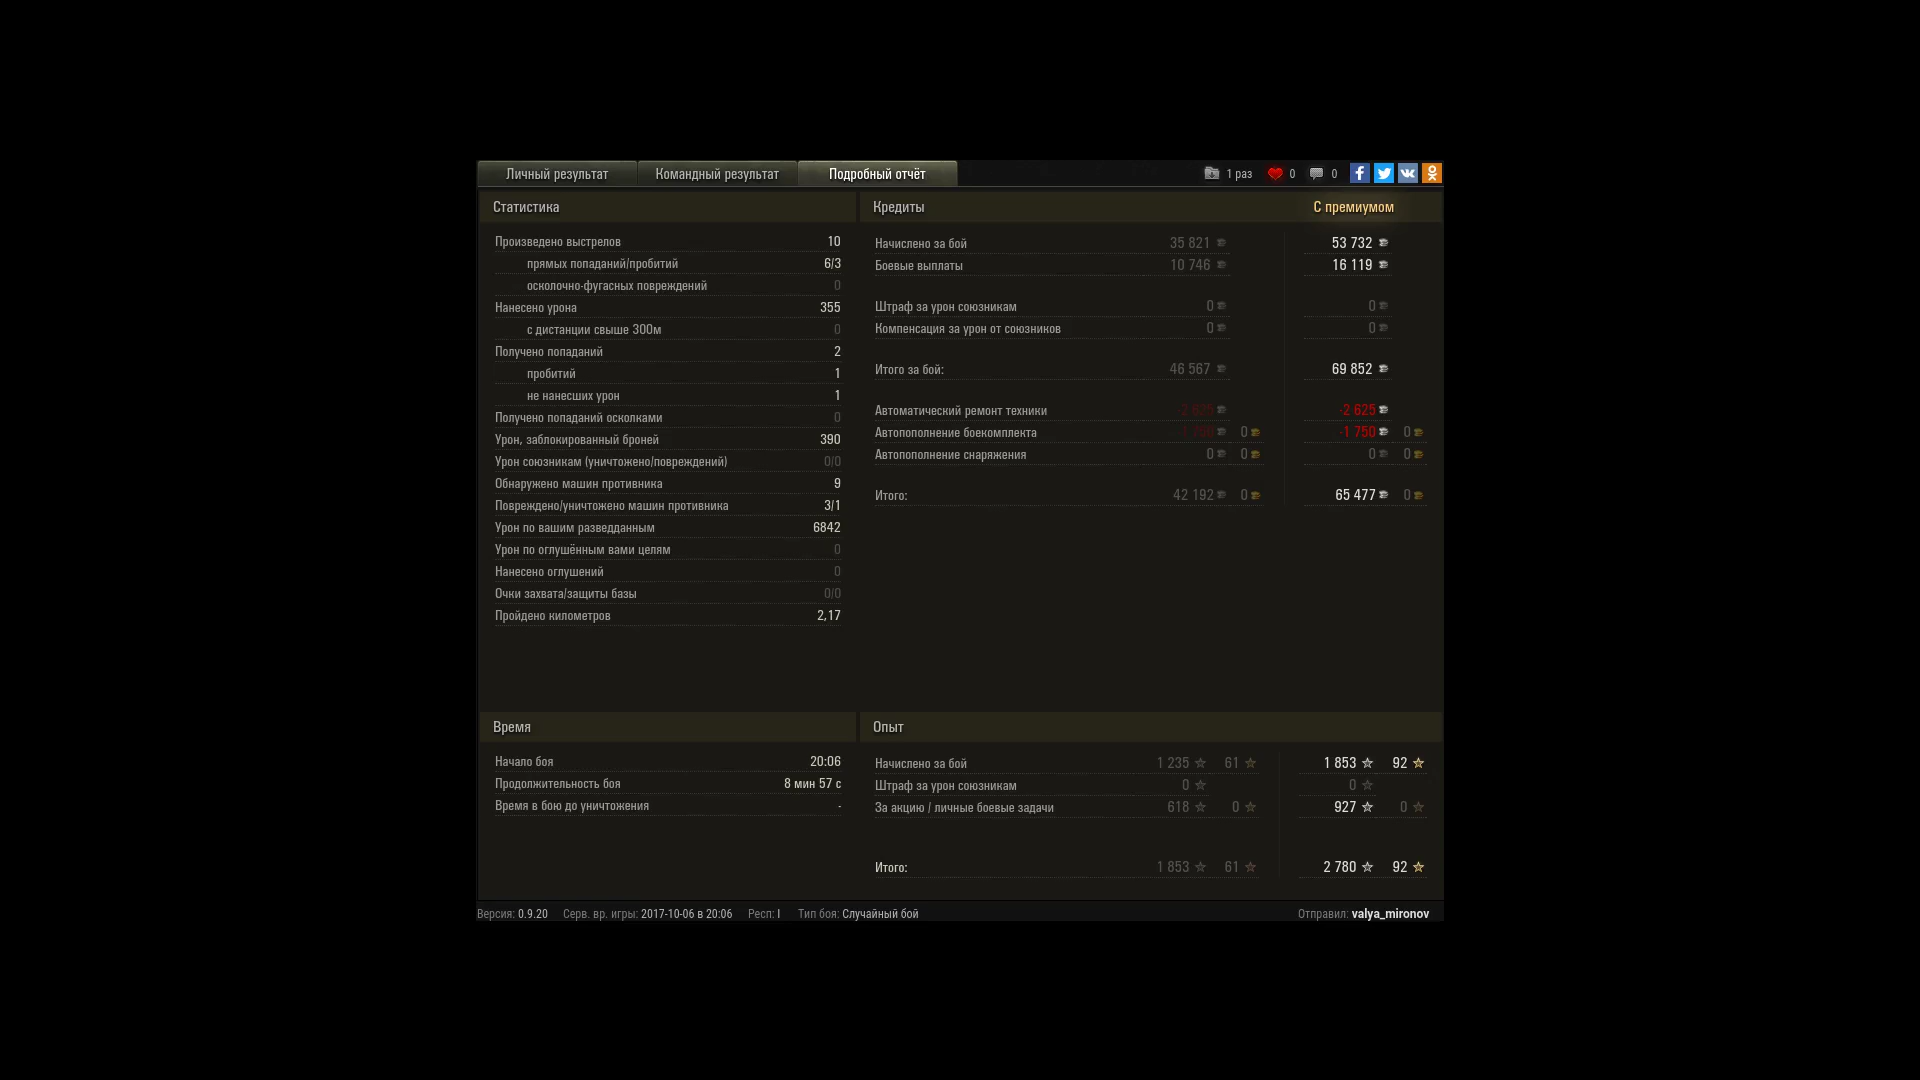 Личный результат Командный результат Подробный отчёт 1 раз 0 0
Статистика
Произведено выстрелов 10
прямых попаданий/пробитий 6/3
осколочно-фугасных повреждений 0
Нанесено урона 355
с дистанции свыше 300м 0
Получено попаданий 2
пробитий 1
не нанесших урон 1
Получено попаданий осколками 0
Урон, заблокированный броней 390
Урон союзникам (уничтожено/повреждений) 0/0
Обнаружено машин противника 9
Повреждено/уничтожено машин противника 3/1
Урон по вашим разведданным 6842
Урон по оглушённым вами целям 0
Нанесено оглушений 0
Очки захвата/защиты базы 0/0
Пройдено километров 2,17
Кредиты С премиумом
Начислено за бой 35 821 53 732
Боевые выплаты 10 746 16 119
Штраф за урон союзникам 0 0
Компенсация за урон от союзников 0 0
Итого за бой: 46 567 69 852
Автоматический ремонт техники -2 625 -2 625
Автопополнение боекомплекта -1 750 0 -1 750 0
Автопополнение снаряжения 0 0 0 0
Итого: 42 192 0 65 477 0
Время
Начало боя 20:06
Продолжительность боя 8 мин 57 с
Время в бою до уничтожения -
Опыт
Начислено за бой 1 235 61 1 853 92
Штраф за урон союзникам 0 0
За акцию / личные боевые задачи 618 0 927 0
Итого: 1 853 61 2 780 92
Версия: 0.9.20 Серв. вр. игры: 2017-10-06 в 20:06 Респ: I Тип боя: Случайный бой Отправил: valya_mironov